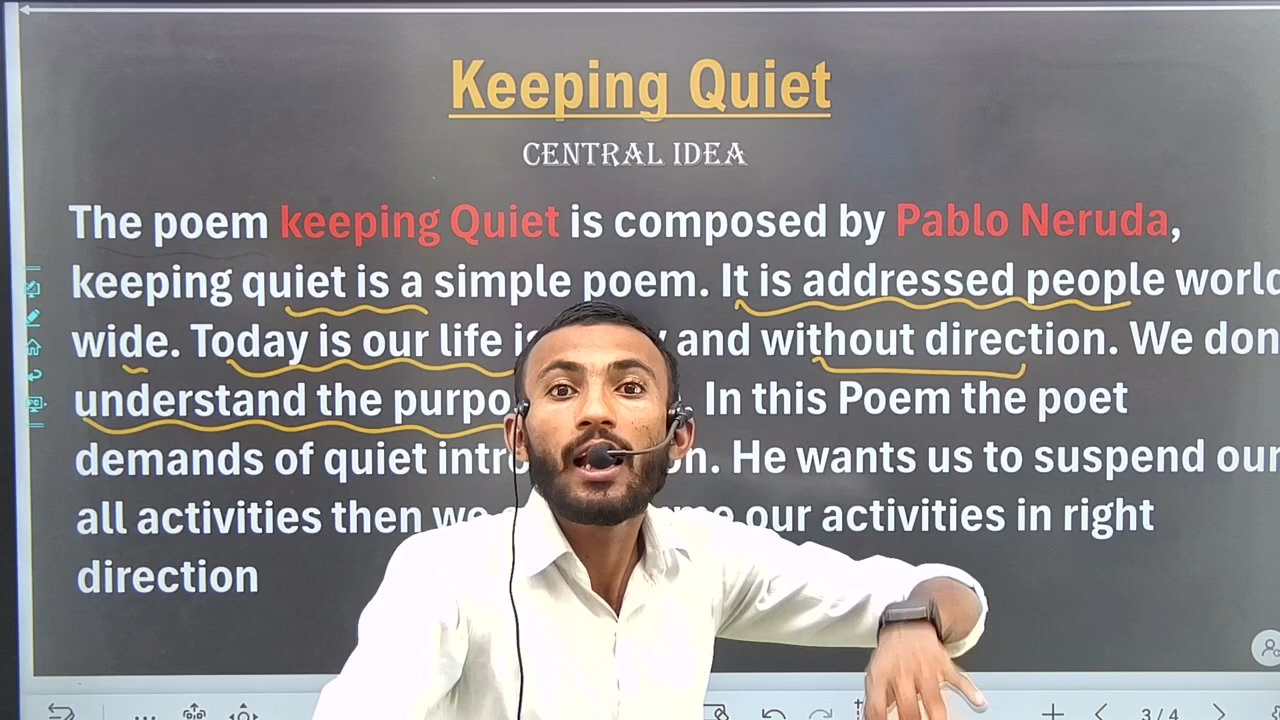 Keeping Quiet
CENTRAL IDEA
The poem keeping Quiet is composed by Pablo Neruda,
keeping quiet is a simple poem. It is addressed people world
wide. Today is our life is and without direction. We don
understand the In this Poem the poet
demands of quiet He wants us to suspend our
all activities then we our activities in right
direction
3/4